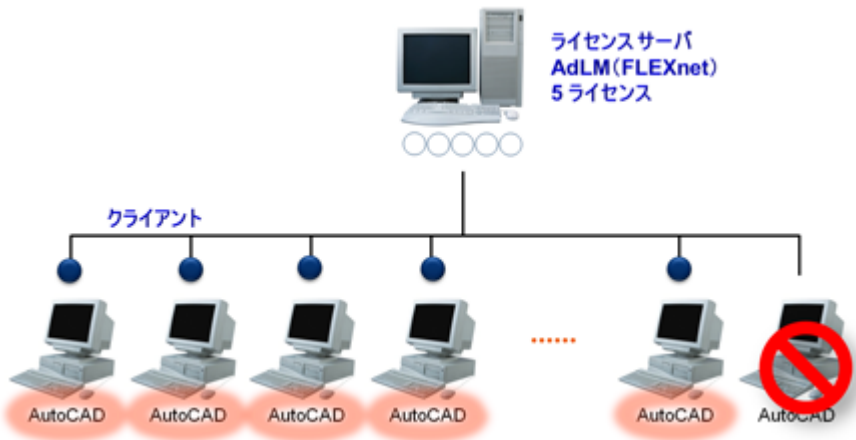 ライセンス サーバ
AdLM(FLEXnet)
5 ライセンス
クライアント
......
AutoCAD
AutoCAD
AutoCAD
AutoCAD
AutoCAD
AutoCAD